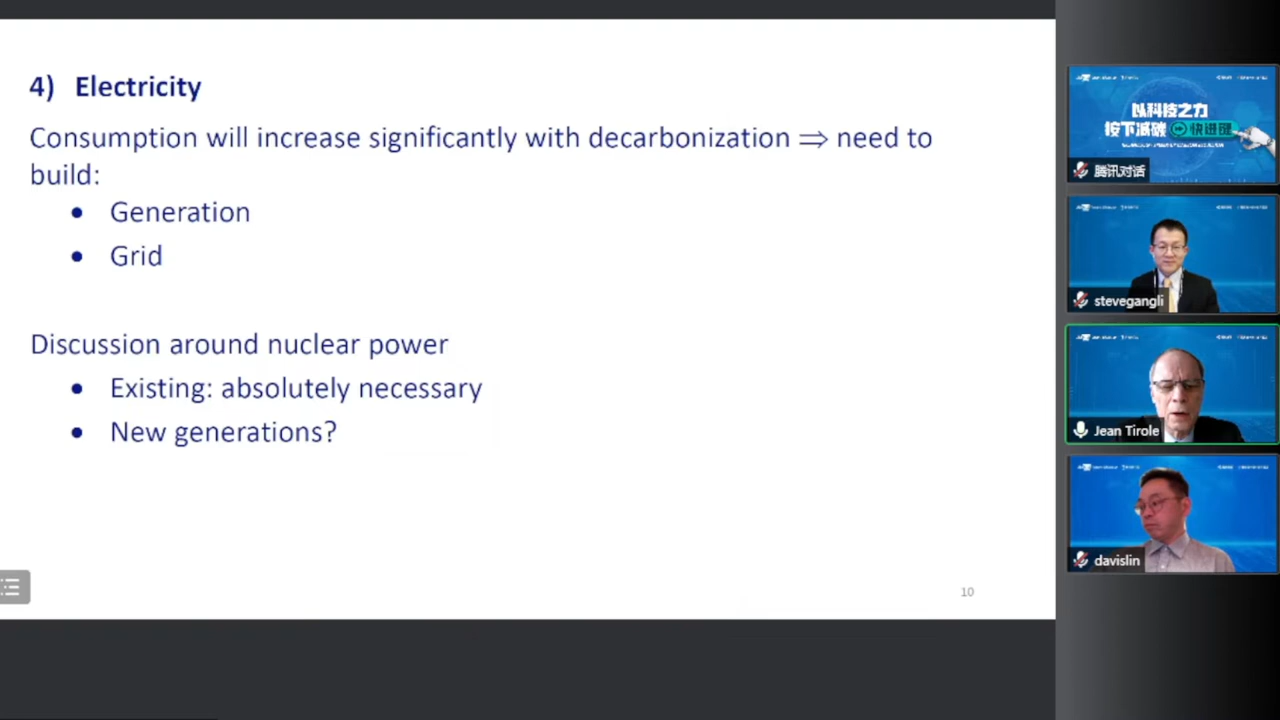 4) Electricity
Consumption will increase significantly with decarbonization ⇒ need to
build:
• Generation
• Grid
Discussion around nuclear power
• Existing: absolutely necessary
• New generations?
10
以科技之力
按下减碳 快进键
腾讯对话
stevegangli
Jean Tirole
davislin